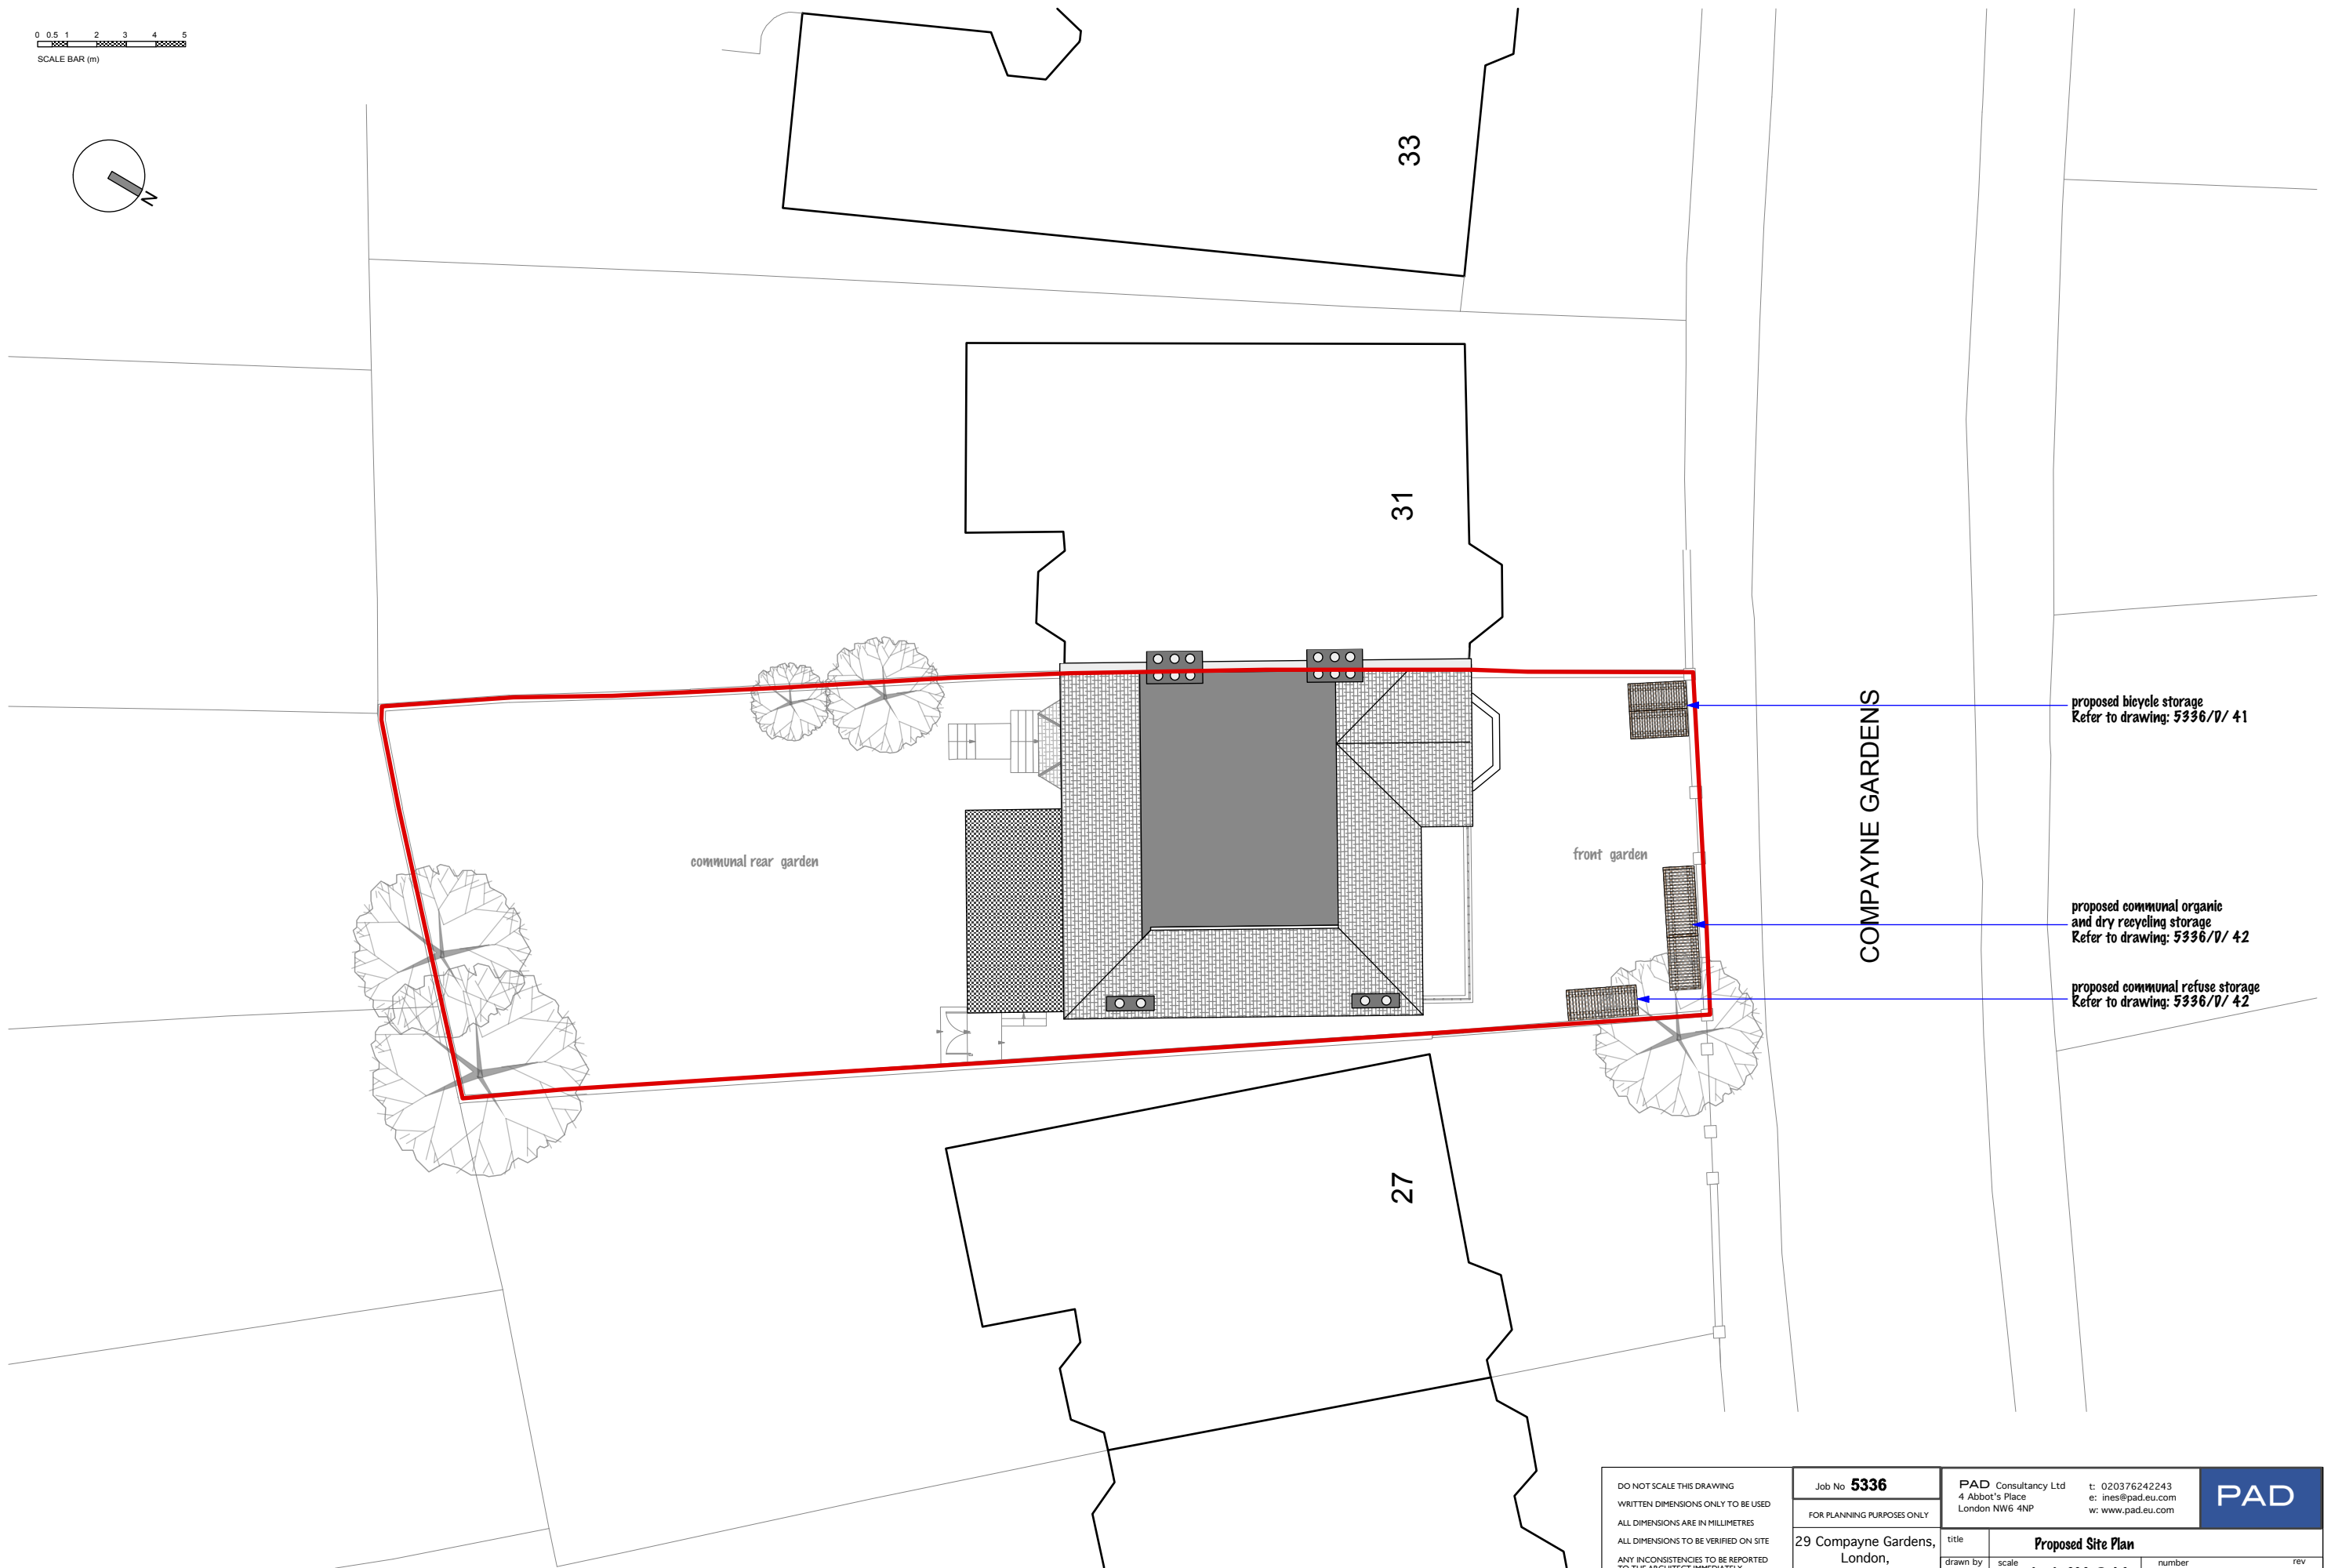 0 0.5 1 2 3 4 5
SCALE BAR (m)
N
33
31
27
COMPAYNE GARDENS
communal rear garden
front garden
proposed bicycle storage
Refer to drawing: 5336/D/ 41
proposed communal organic
and dry recycling storage
Refer to drawing: 5336/D/ 42
proposed communal refuse storage
Refer to drawing: 5336/D/ 42
DO NOT SCALE THIS DRAWING
WRITTEN DIMENSIONS ONLY TO BE USED
ALL DIMENSIONS ARE IN MILLIMETRES
ALL DIMENSIONS TO BE VERIFIED ON SITE
ANY INCONSISTENCIES TO BE REPORTED
TO THE ARCHITECT IMMEDIATELY
Job No 5336
FOR PLANNING PURPOSES ONLY
29 Compayne Gardens,
London,
PAD Consultancy Ltd
4 Abbot's Place
London NW6 4NP
t: 020376242243
e: ines@pad.eu.com
w: www.pad.eu.com
PAD
title Proposed Site Plan
drawn by scale number rev